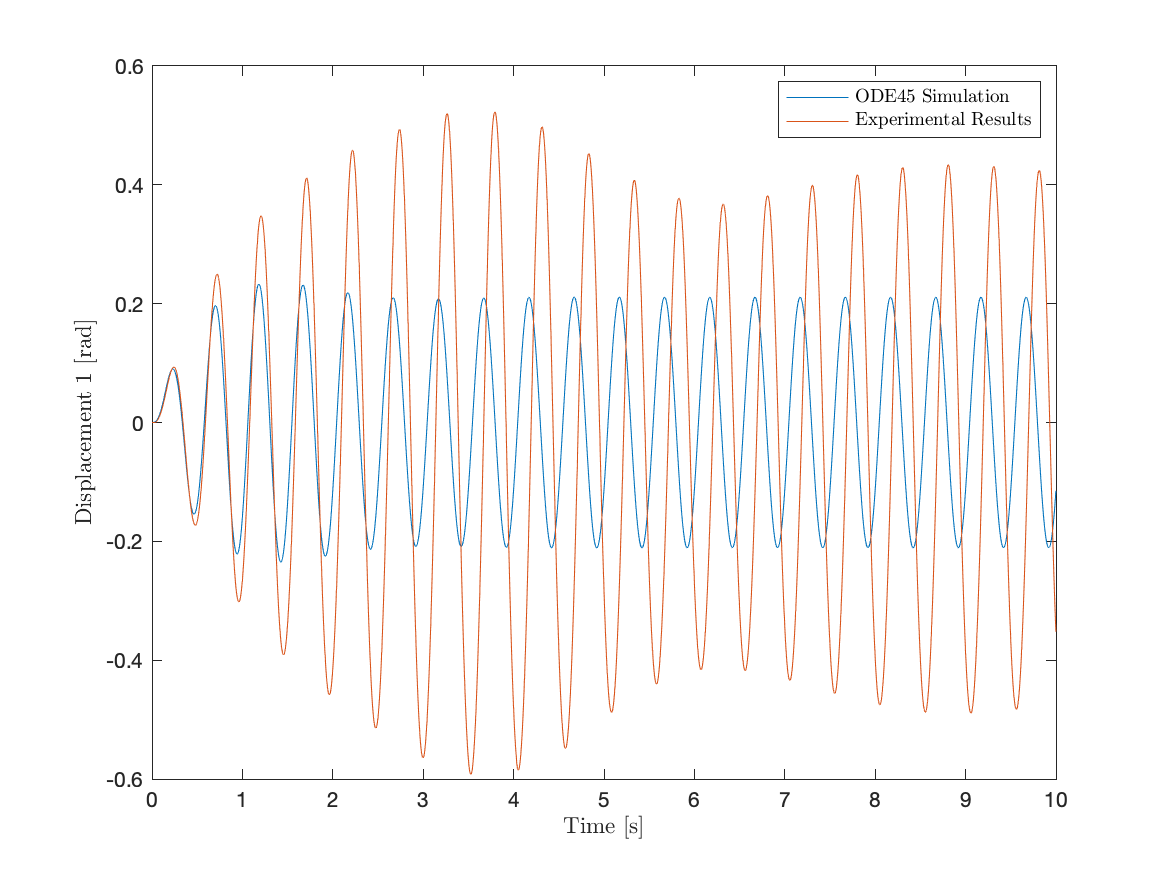 0.6
0.4
0.2
0
-0.2
-0.4
-0.6
Displacement 1 [rad]
ODE45 Simulation
Experimental Results
0 1 2 3 4 5 6 7 8 9 10
Time [s]